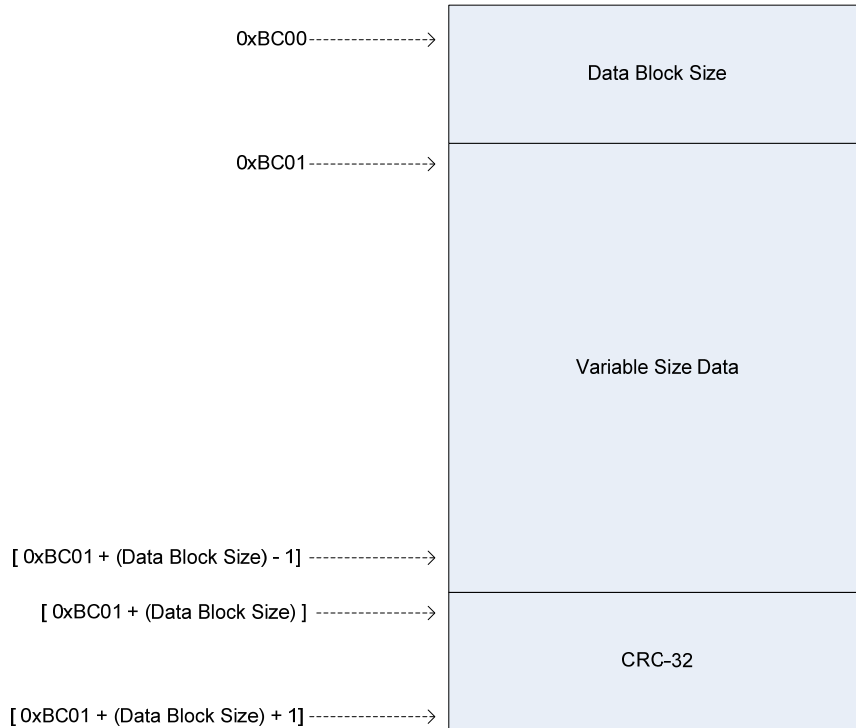 0xBC00
Data Block Size
0xBC01
Variable Size Data
[ 0xBC01 + (Data Block Size) - 1]
[ 0xBC01 + (Data Block Size) ]
CRC-32
[ 0xBC01 + (Data Block Size) + 1]